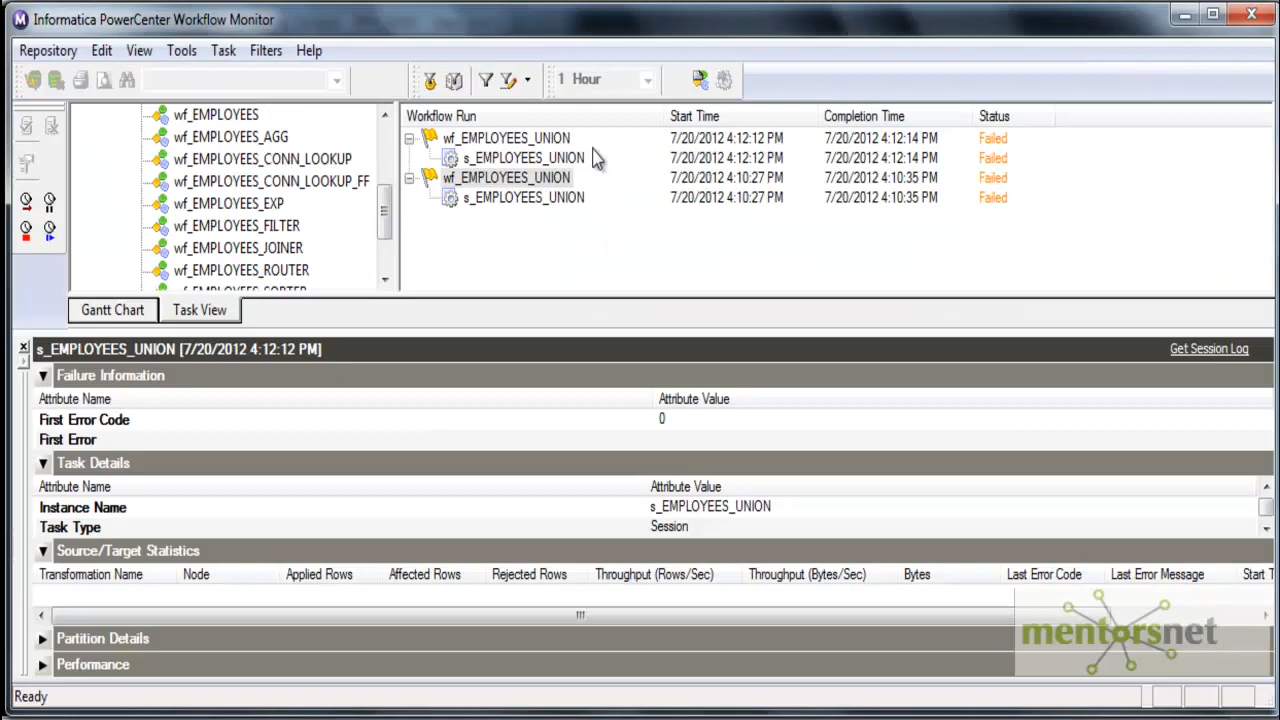 Informatica PowerCenter Workflow Monitor
Repository Edit View Tools Task Filters Help
1 Hour
wf_EMPLOYEES
wf_EMPLOYEES_AGG
wf_EMPLOYEES_CONN_LOOKUP
wf_EMPLOYEES_CONN_LOOKUP_FF
wf_EMPLOYEES_EXP
wf_EMPLOYEES_FILTER
wf_EMPLOYEES_JOINER
wf_EMPLOYEES_ROUTER
Workflow Run Start Time Completion Time Status
wf_EMPLOYEES_UNION 7/20/2012 4:12:12 PM 7/20/2012 4:12:14 PM Failed
s_EMPLOYEES_UNION 7/20/2012 4:12:12 PM 7/20/2012 4:12:14 PM Failed
wf_EMPLOYEES_UNION 7/20/2012 4:10:27 PM 7/20/2012 4:10:35 PM Failed
s_EMPLOYEES_UNION 7/20/2012 4:10:27 PM 7/20/2012 4:10:35 PM Failed
Gantt Chart Task View
s_EMPLOYEES_UNION [7/20/2012 4:12:12 PM] Get Session Log
Failure Information
Attribute Name Attribute Value
First Error Code 0
First Error
Task Details
Attribute Name Attribute Value
Instance Name s_EMPLOYEES_UNION
Task Type Session
Source/Target Statistics
Transformation Name Node Applied Rows Affected Rows Rejected Rows Throughput (Rows/Sec) Throughput (Bytes/Sec) Bytes Last Error Code Last Error Message Start T
Partition Details
Performance
mentorsnet
Ready